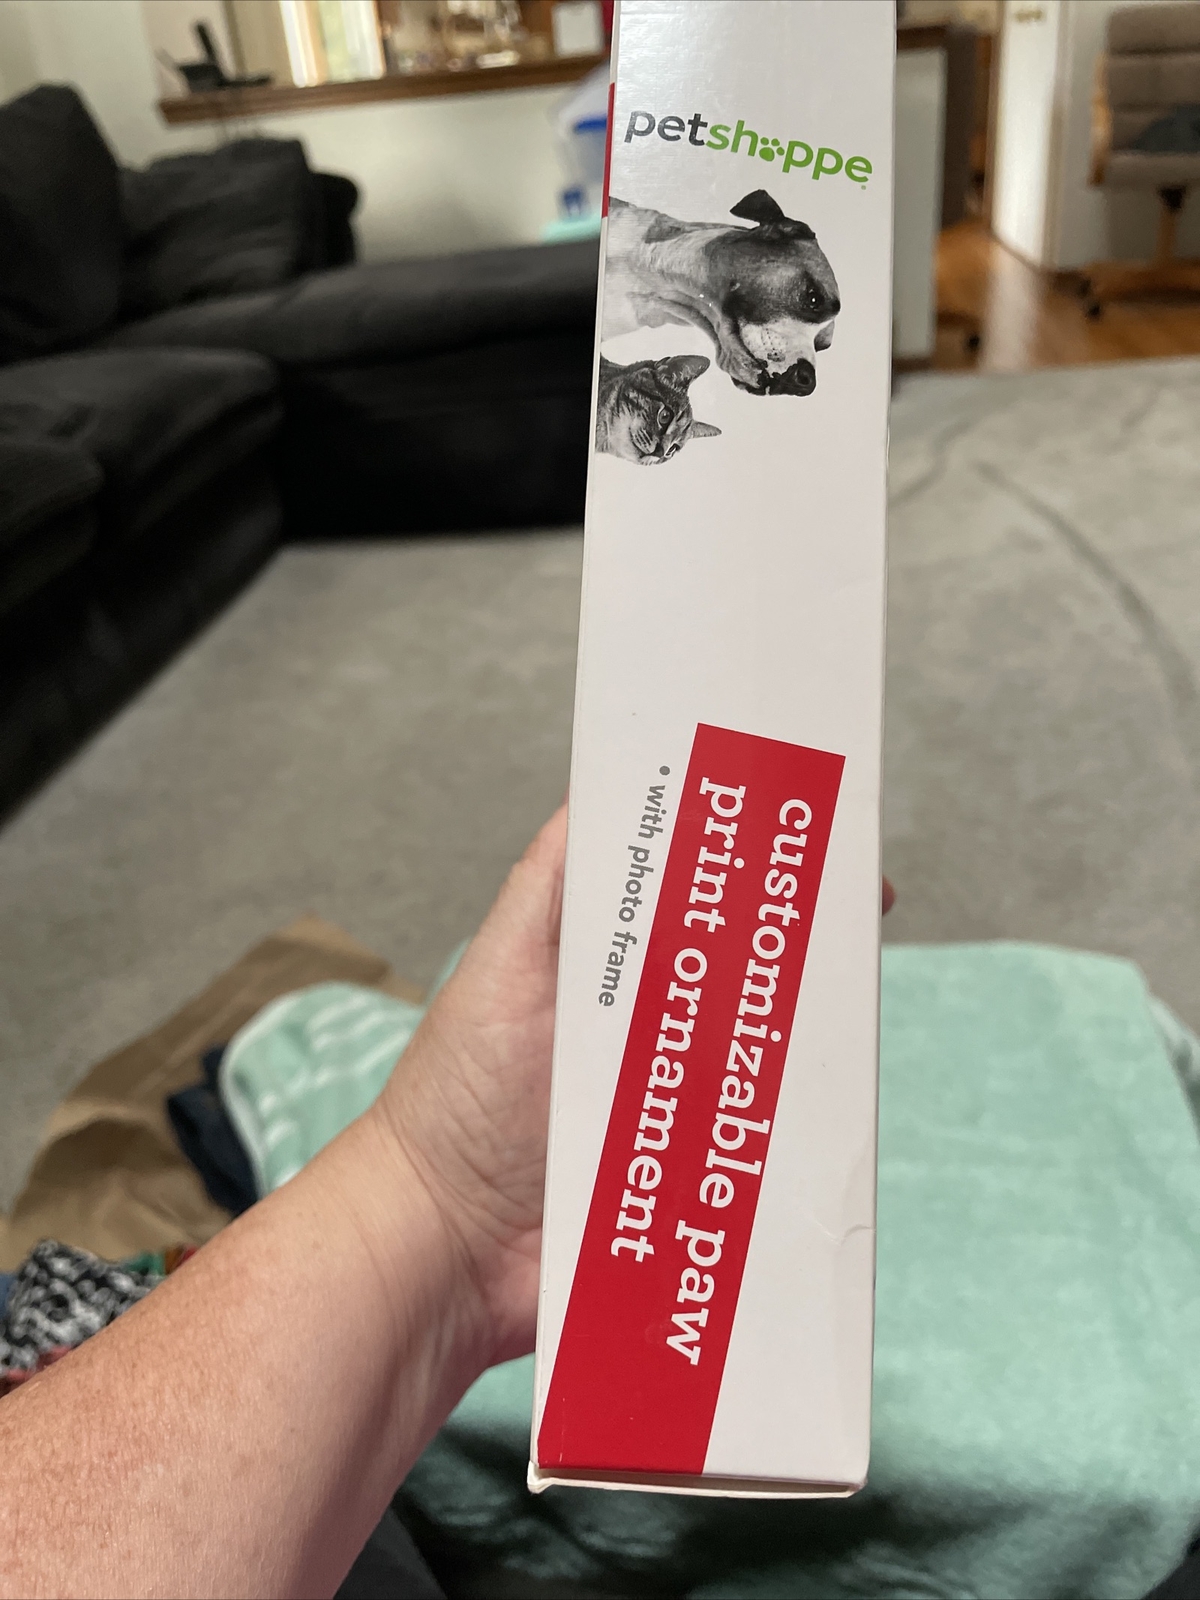 petshoppe
customizable paw
print ornament
• with photo frame